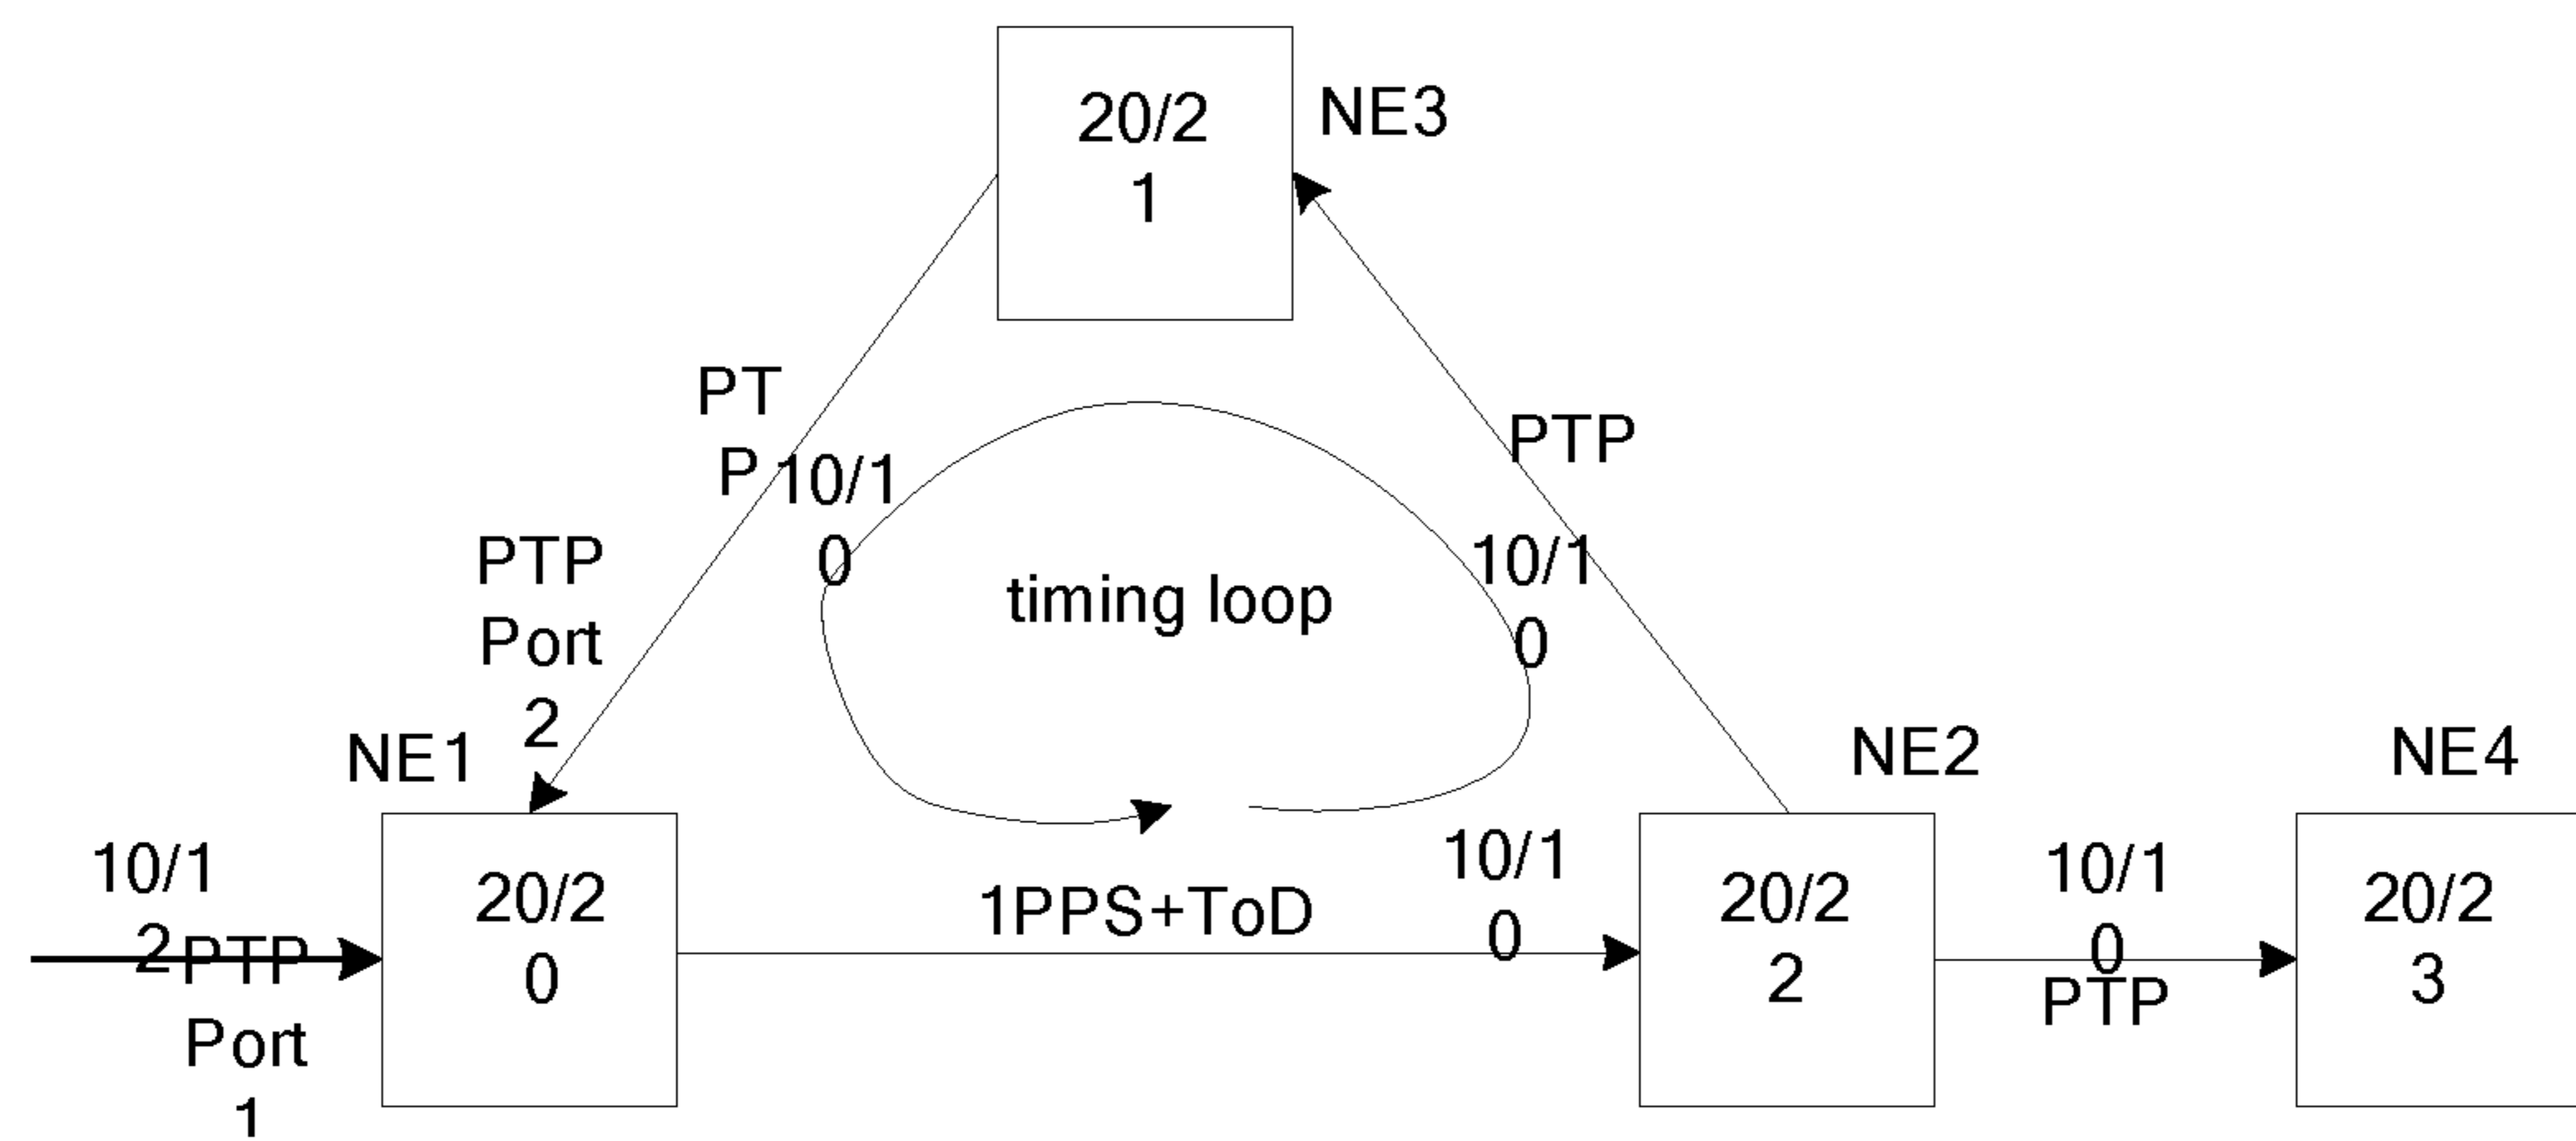 20/2
1
NE3
PT
P
10/1
0
PTP
10/1
0
timing loop
PTP
Port
2
NE1
NE2
NE4
10/1
2
PTP
Port
1
20/2
0
1PPS+ToD
10/1
0
20/2
2
10/1
0
PTP
20/2
3